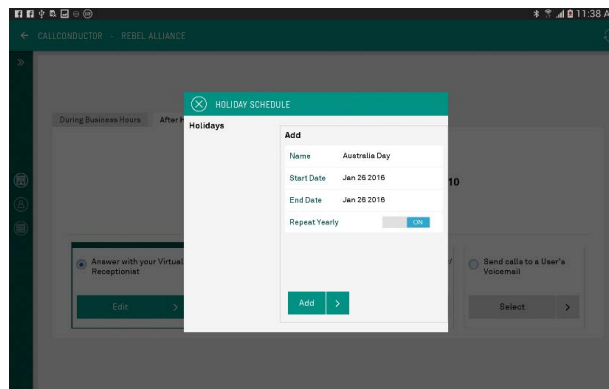 11:38 A
CALLCONDUCTOR - REBEL ALLIANCE
HOLIDAY SCHEDULE
During Business Hours
After H
Holidays
Add
Name Australia Day
Start Date Jan 26 2016
End Date Jan 26 2016
Repeat Yearly ON
10
Add
Answer with your Virtual
Receptionist
Edit
Send calls to a User's
Voicemail
Select